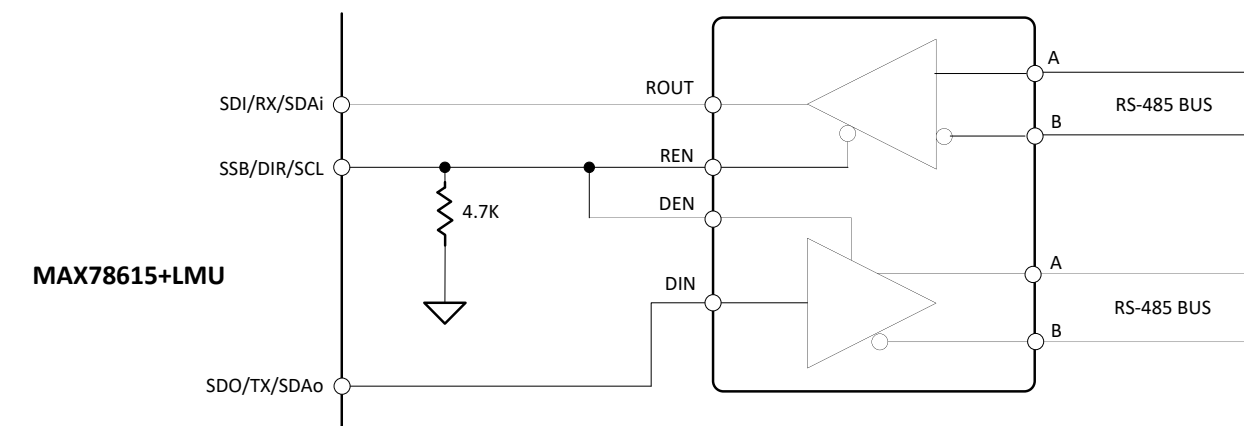 A
ROUT
SDI/RX/SDAi
RS-485 BUS
B
REN
SSB/DIR/SCL
4.7K
DEN
MAX78615+LMU
A
DIN
RS-485 BUS
B
SDO/TX/SDAo